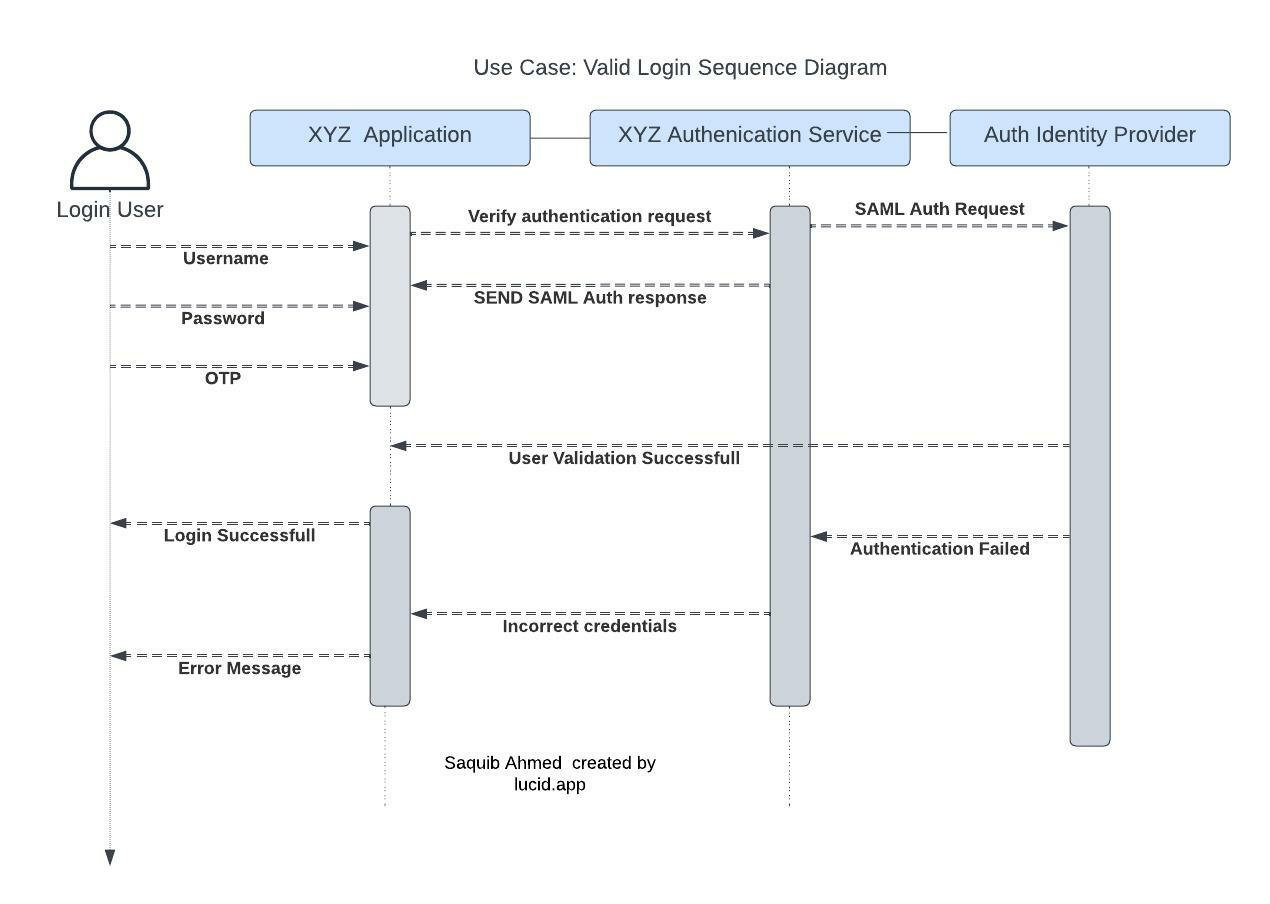 Use Case: Valid Login Sequence Diagram
XYZ  Application
XYZ Authenication Service
Auth Identity Provider
Login User
Verify authentication request
SAML Auth Request
Username
SEND SAML Auth response
Password
OTP
User Validation Successfull
Login Successfull
Authentication Failed
Incorrect credentials
Error Message
Saquib Ahmed  created by
lucid.app